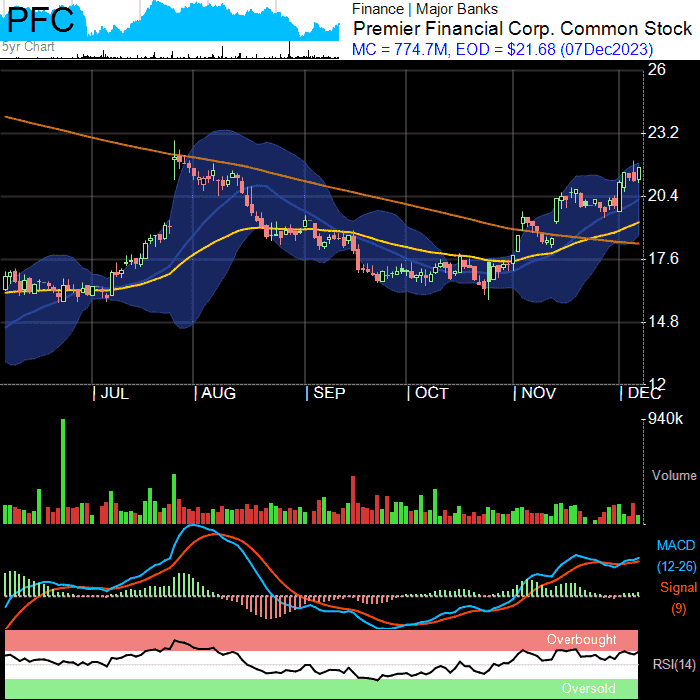 PFC
5yr Chart
Finance | Major Banks
Premier Financial Corp. Common Stock
MC = 774.7M, EOD = $21.68 (07Dec2023)
26
23.2
20.4
17.6
14.8
12
JUL AUG SEP OCT NOV DEC
940k
Volume
MACD
(12-26)
Signal
(9)
Overbought
RSI(14)
Oversold